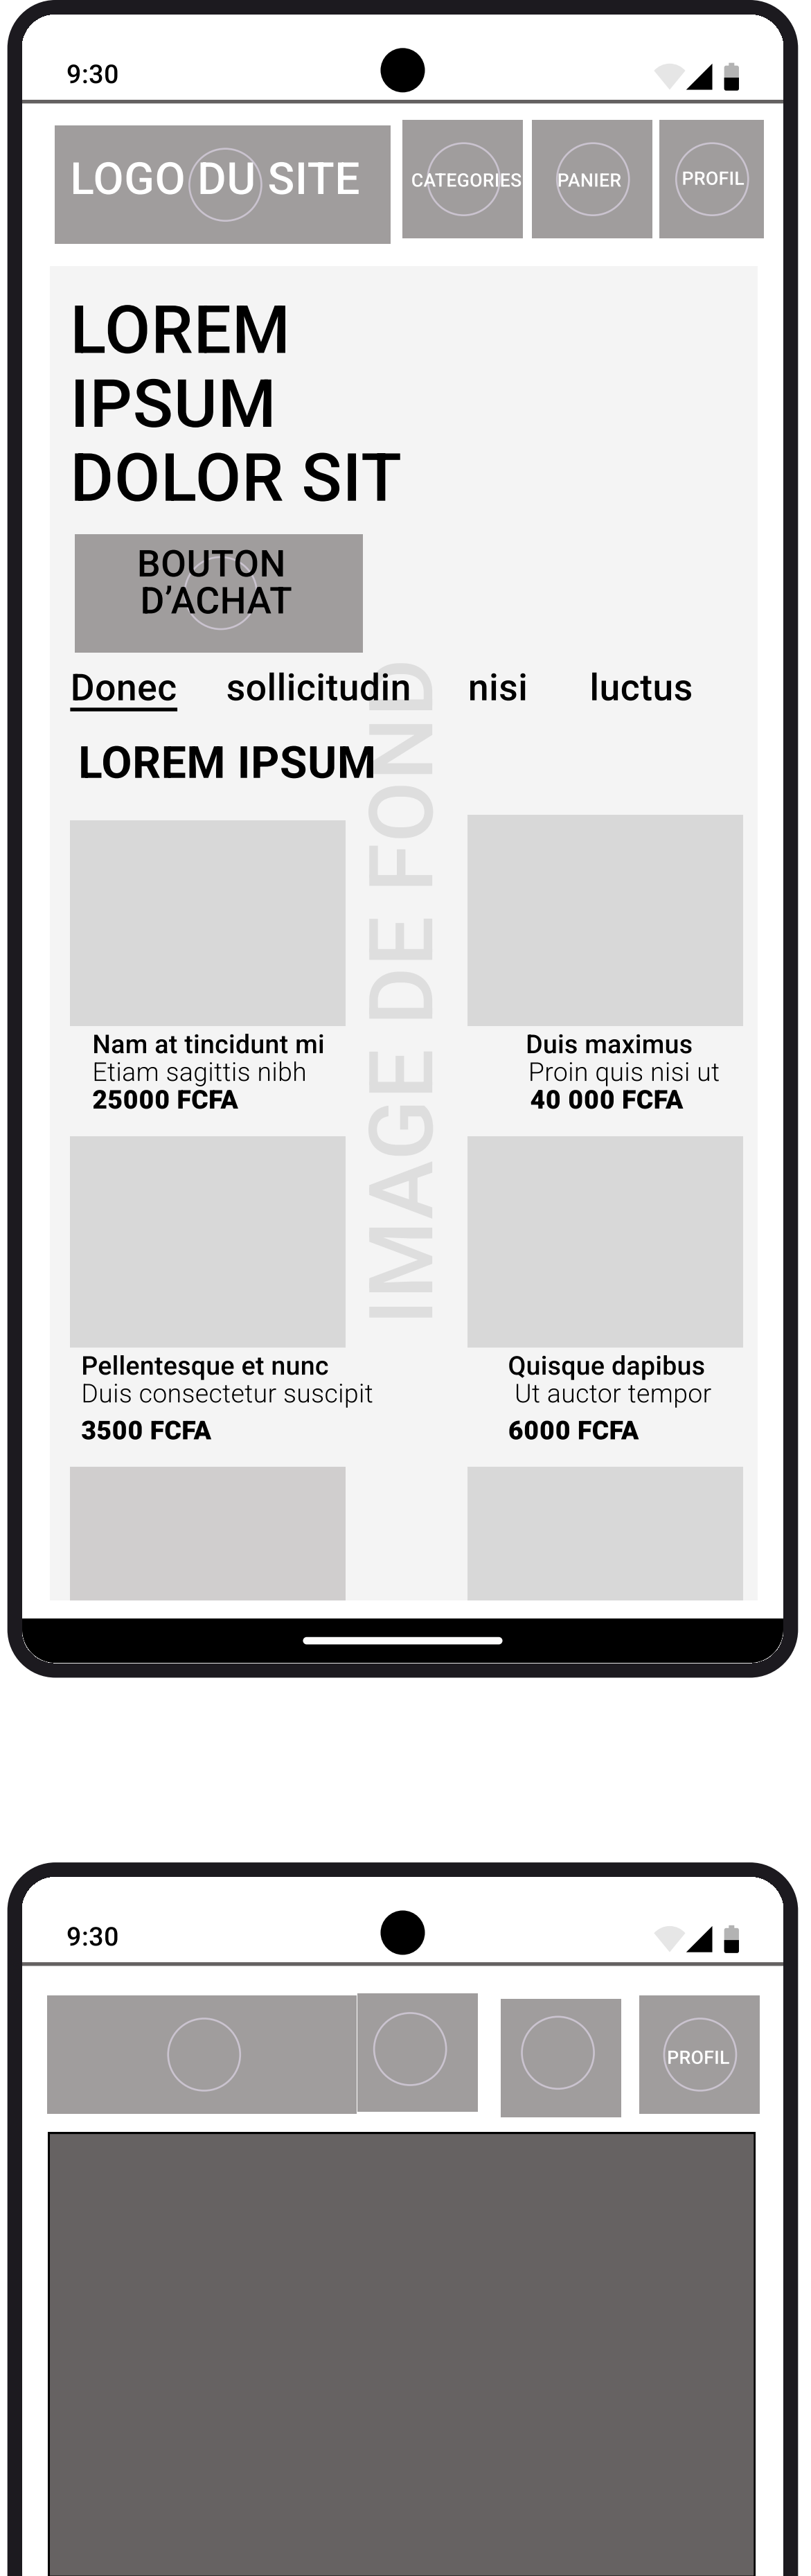 9:30
LOGO DU SITE
CATEGORIES
PANIER
PROFIL
LOREM
IPSUM
DOLOR SIT
BOUTON
D’ACHAT
Donec sollicitudin nisi luctus
LOREM IPSUM
IMAGE DE FOND
Nam at tincidunt mi
Etiam sagittis nibh
25000 FCFA
Duis maximus
Proin quis nisi ut
40 000 FCFA
Pellentesque et nunc
Duis consectetur suscipit
3500 FCFA
Quisque dapibus
Ut auctor tempor
6000 FCFA
9:30
PROFIL